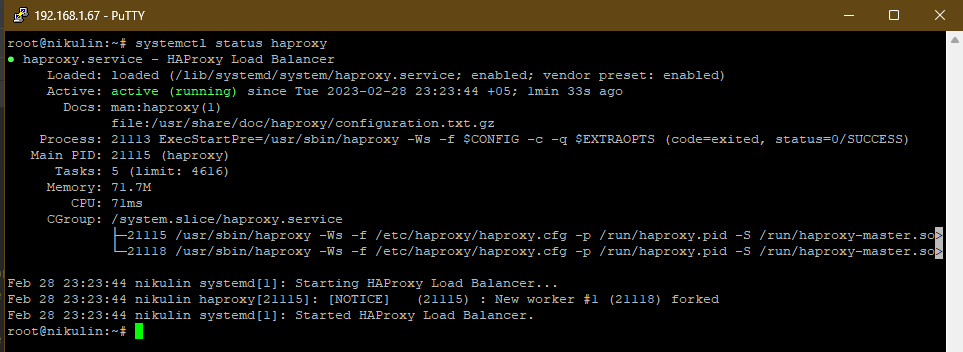 192.168.1.67 - PuTTY
root@nikulin:~# systemctl status haproxy
● haproxy.service - HAProxy Load Balancer
     Loaded: loaded (/lib/systemd/system/haproxy.service; enabled; vendor preset: enabled)
     Active: active (running) since Tue 2023-02-28 23:23:44 +05; 1min 33s ago
       Docs: man:haproxy(1)
             file:/usr/share/doc/haproxy/configuration.txt.gz
    Process: 21113 ExecStartPre=/usr/sbin/haproxy -Ws -f $CONFIG -c -q $EXTRAOPTS (code=exited, status=0/SUCCESS)
   Main PID: 21115 (haproxy)
      Tasks: 5 (limit: 4616)
     Memory: 71.7M
        CPU: 71ms
     CGroup: /system.slice/haproxy.service
             ├─21115 /usr/sbin/haproxy -Ws -f /etc/haproxy/haproxy.cfg -p /run/haproxy.pid -S /run/haproxy-master.so>
             └─21118 /usr/sbin/haproxy -Ws -f /etc/haproxy/haproxy.cfg -p /run/haproxy.pid -S /run/haproxy-master.so>
Feb 28 23:23:44 nikulin systemd[1]: Starting HAProxy Load Balancer...
Feb 28 23:23:44 nikulin haproxy[21115]: [NOTICE]   (21115) : New worker #1 (21118) forked
Feb 28 23:23:44 nikulin systemd[1]: Started HAProxy Load Balancer.
root@nikulin:~#